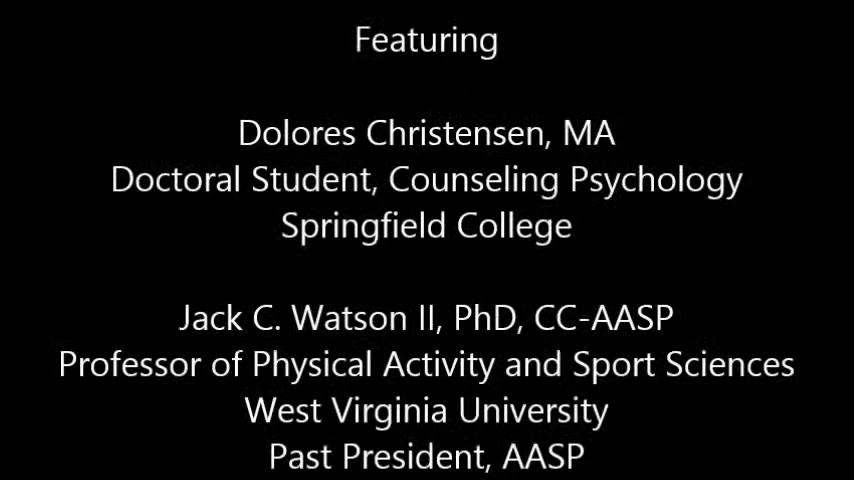 Featuring
Dolores Christensen, MA
Doctoral Student, Counseling Psychology
Springfield College
Jack C. Watson II, PhD, CC-AASP
Professor of Physical Activity and Sport Sciences
West Virginia University
Past President, AASP